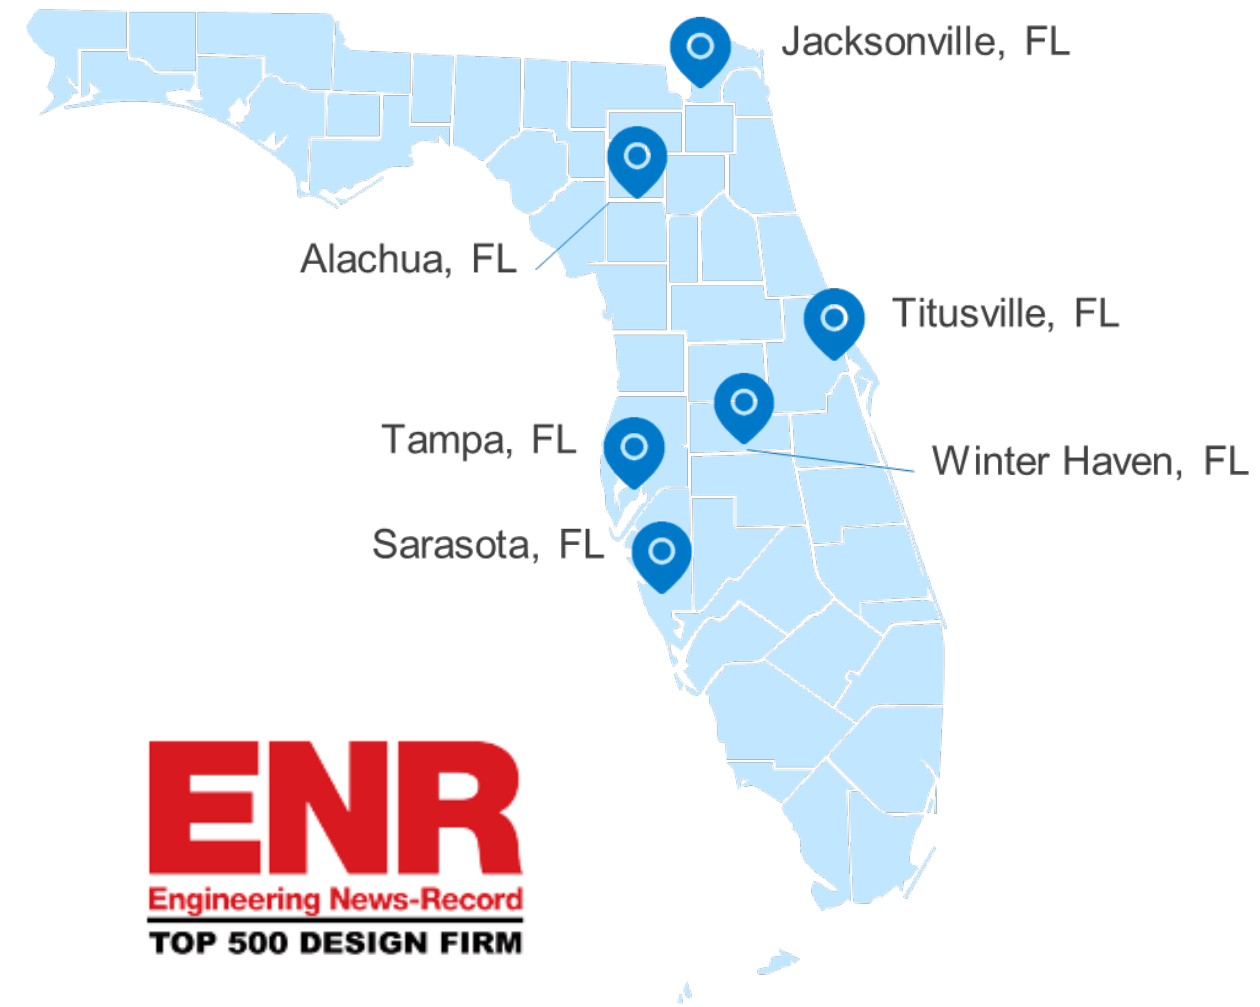 Jacksonville, FL
Alachua, FL
Titusville, FL
Tampa, FL
Winter Haven, FL
Sarasota, FL
ENR
Engineering News-Record
TOP 500 DESIGN FIRM